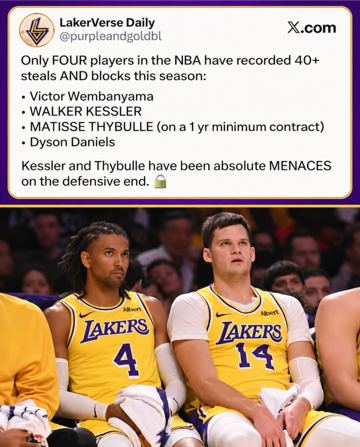 LakerVerse Daily
@purpleandgoldbl
X.com
Only FOUR players in the NBA have recorded 40+
steals AND blocks this season:
• Victor Wembanyama
• WALKER KESSLER
• MATISSE THYBULLE (on a 1 yr minimum contract)
• Dyson Daniels
Kessler and Thybulle have been absolute MENACES
on the defensive end. 🔒
Albert
LAKERS
4
Albert
LAKERS
14